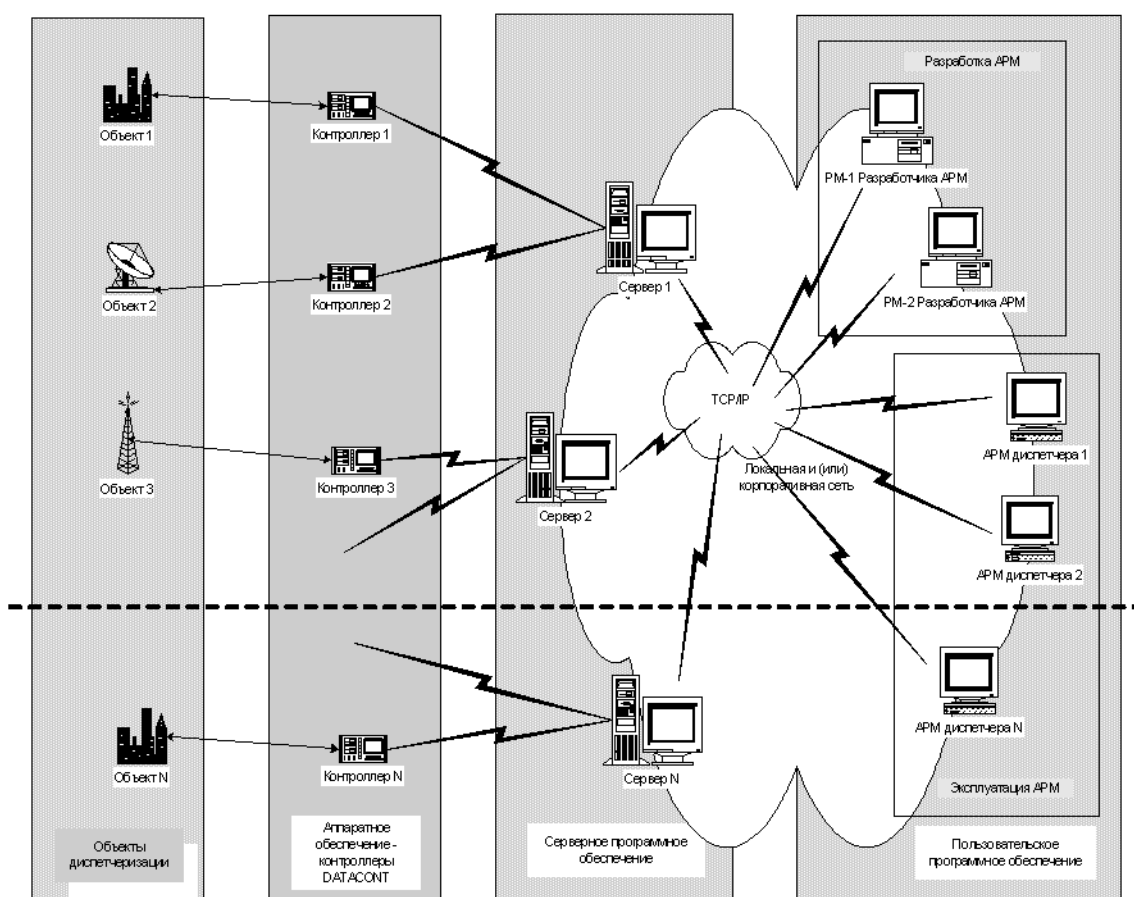 Разработка АРМ
Объект 1
Контроллер 1
РМ-1 Разработчика АРМ
Объект 2
Контроллер 2
Сервер 1
РМ-2 Разработчика АРМ
TCP/IP
Локальная и (или)
корпоративная сеть
АРМ диспетчера 1
Объект 3
Контроллер 3
Сервер 2
АРМ диспетчера 2
АРМ диспетчера N
Объект N
Контроллер N
Сервер N
Эксплуатация АРМ
Объекты
диспетчеризации
Аппаратное
обеспечение -
контроллеры
DATACONT
Серверное программное
обеспечение
Пользовательское
программное обеспечение